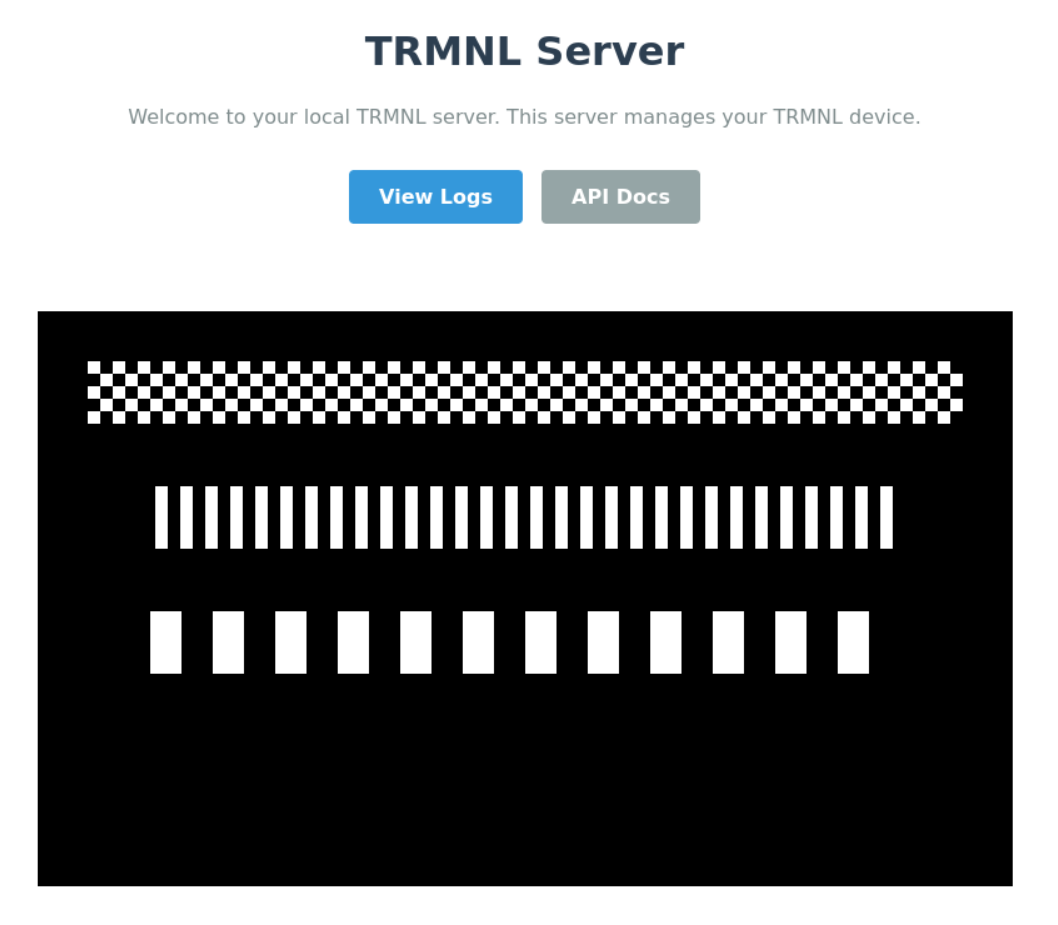 TRMNL Server
Welcome to your local TRMNL server. This server manages your TRMNL device.
View Logs
API Docs